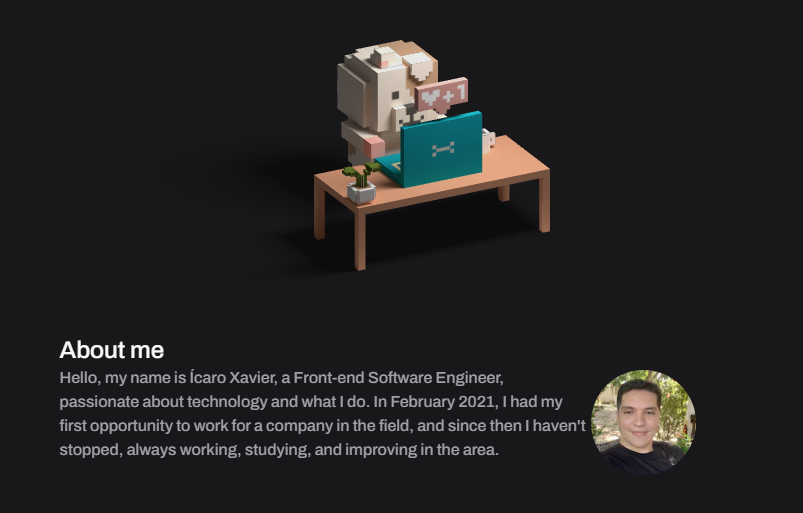 +1
About me
Hello, my name is Ícaro Xavier, a Front-end Software Engineer,
passionate about technology and what I do. In February 2021, I had my
first opportunity to work for a company in the field, and since then I haven't
stopped, always working, studying, and improving in the area.